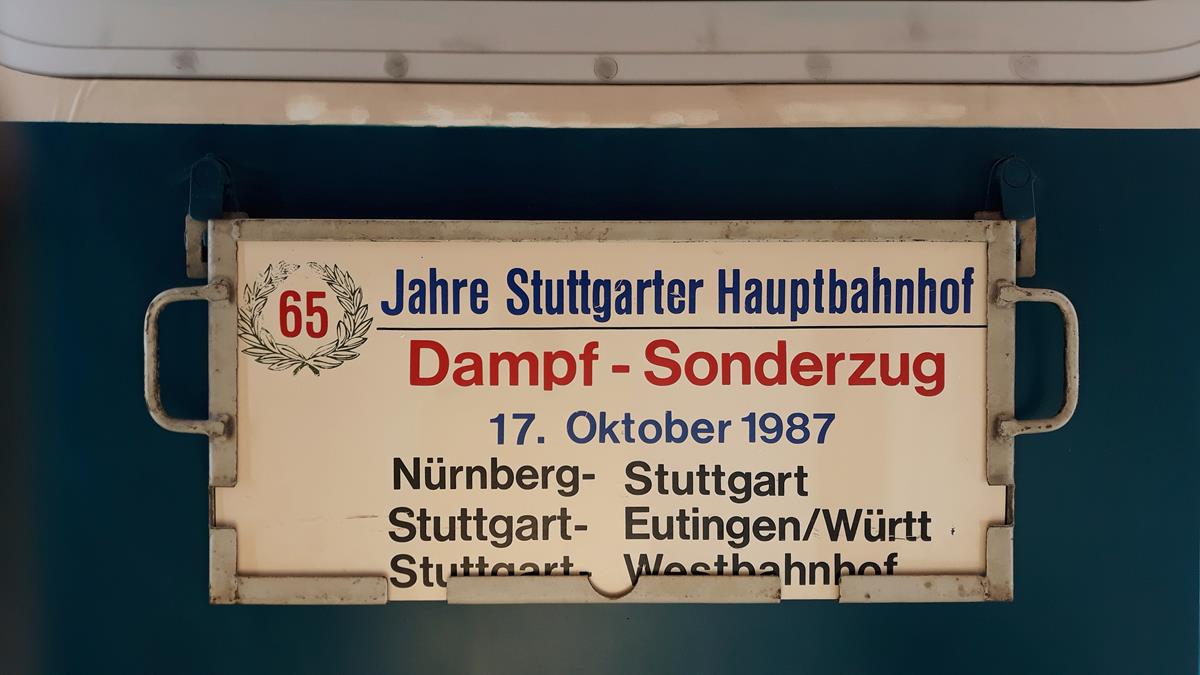 65 Jahre Stuttgarter Hauptbahnhof
Dampf - Sonderzug
17. Oktober 1987
Nürnberg- Stuttgart
Stuttgart- Eutingen/Württ
Stuttgart- Westbahnhof